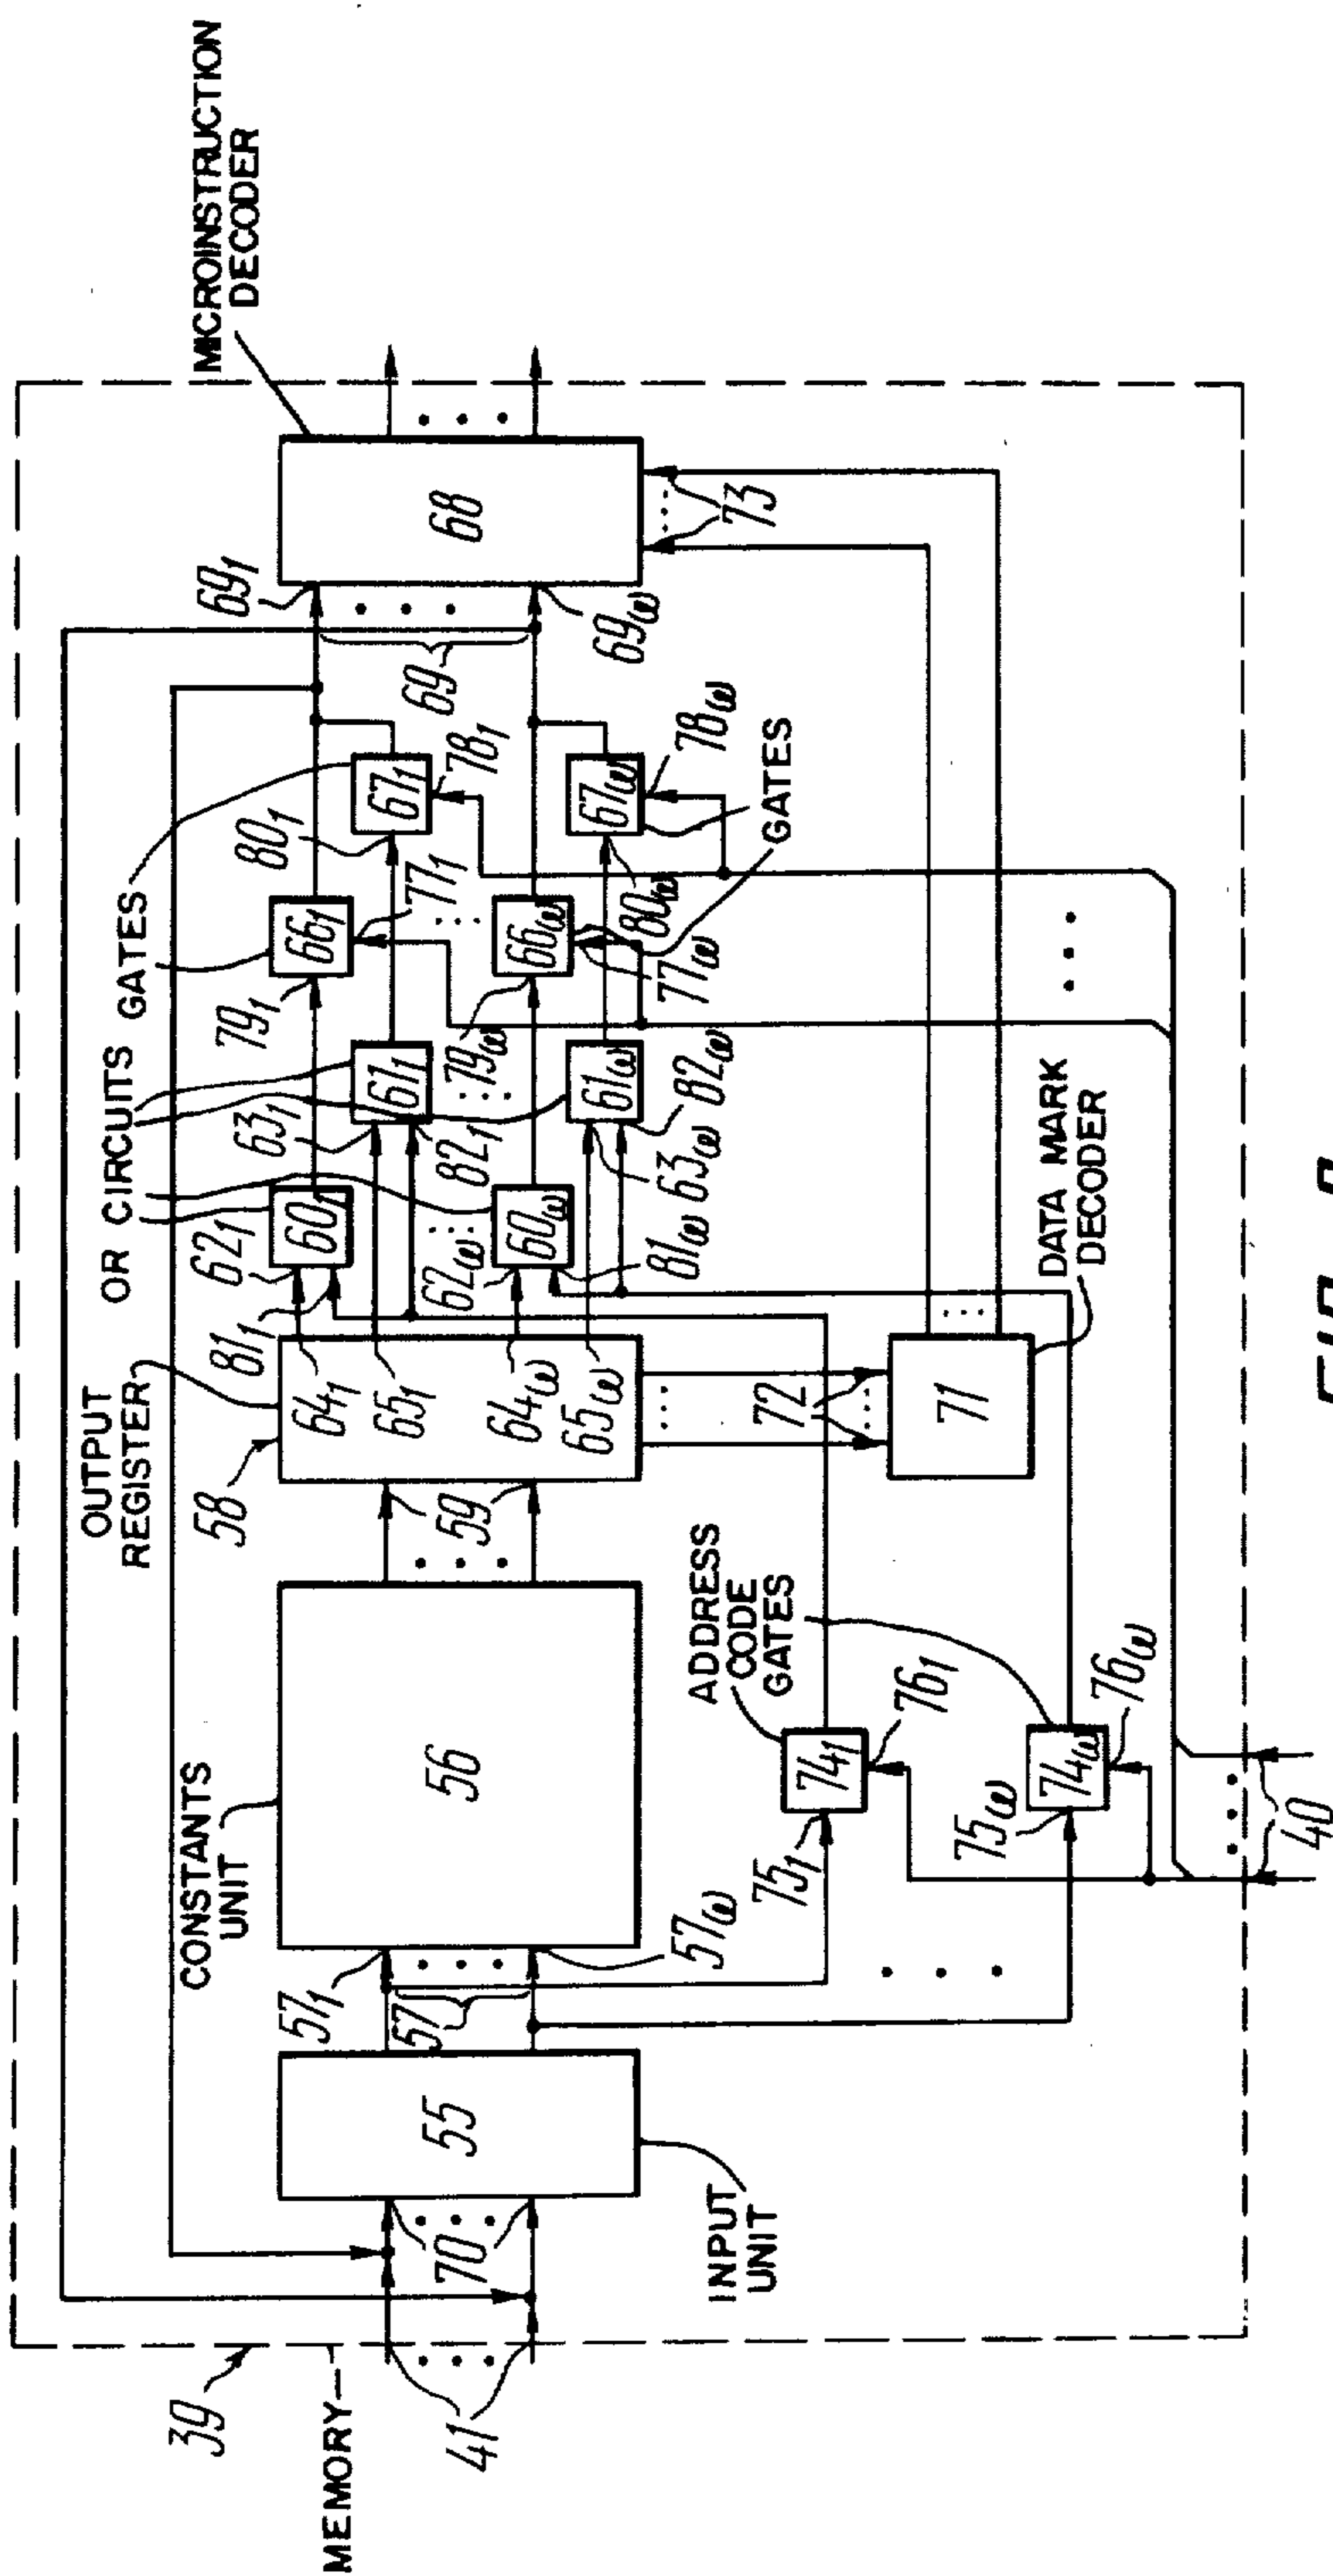 MICROINSTRUCTION
DECODER
OUTPUT
REGISTER
OR CIRCUITS
GATES
CONSTANTS
UNIT
58
64₁
81₁
62₁
60₁
63₁
61₁
82₁
79₁
66₁
77₁
80₁
67₁
78₁
69₁
69
68
69ω
57₁
57
57ω
55
56
59
65₁
64ω
65ω
62ω
60ω
81ω
63ω
61ω
82ω
79ω
66ω
77ω
80ω
67ω
78ω
GATES
73
70
41
39
MEMORY
INPUT
UNIT
72
71
DATA MARK
DECODER
ADDRESS
CODE
GATES
75₁
74₁
76₁
75ω
74ω
76ω
40